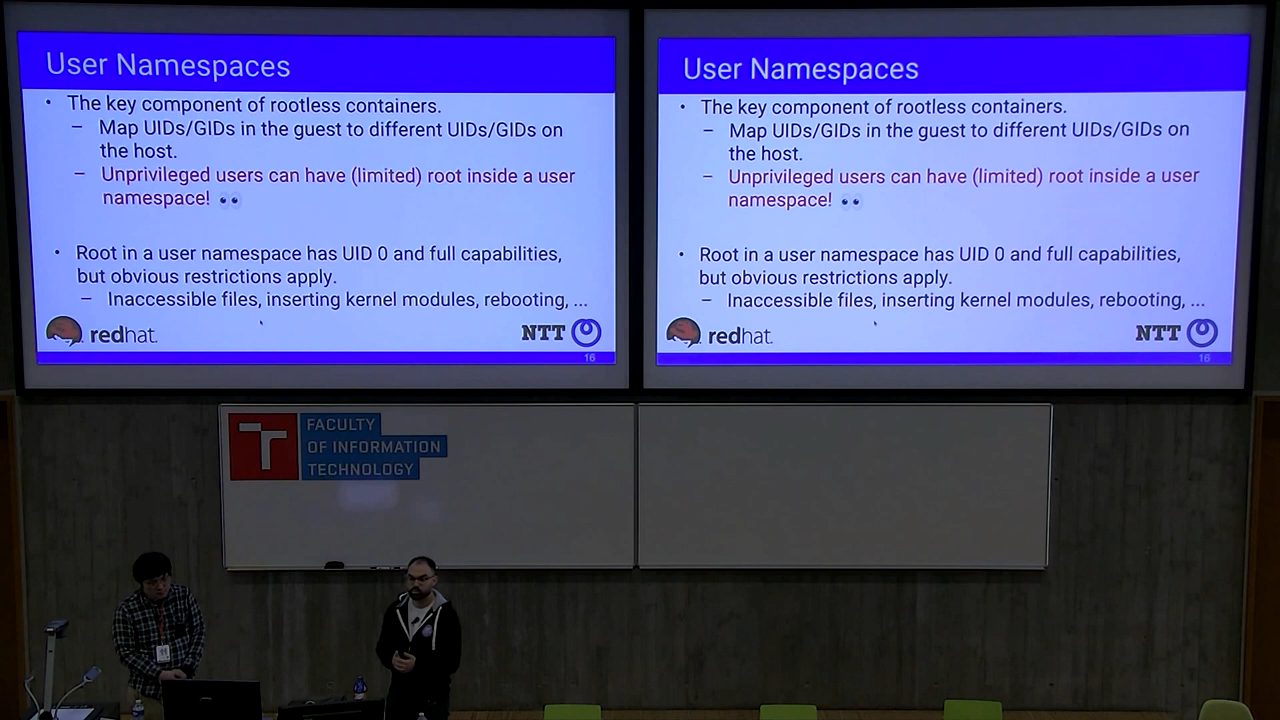 User Namespaces
• The key component of rootless containers.
– Map UIDs/GIDs in the guest to different UIDs/GIDs on
the host.
– Unprivileged users can have (limited) root inside a user
namespace! 👀
• Root in a user namespace has UID 0 and full capabilities,
but obvious restrictions apply.
– Inaccessible files, inserting kernel modules, rebooting, ...
redhat.
NTT
16
User Namespaces
• The key component of rootless containers.
– Map UIDs/GIDs in the guest to different UIDs/GIDs on
the host.
– Unprivileged users can have (limited) root inside a user
namespace! 👀
• Root in a user namespace has UID 0 and full capabilities,
but obvious restrictions apply.
– Inaccessible files, inserting kernel modules, rebooting, ...
redhat.
NTT
16
T
FACULTY
OF INFORMATION
TECHNOLOGY